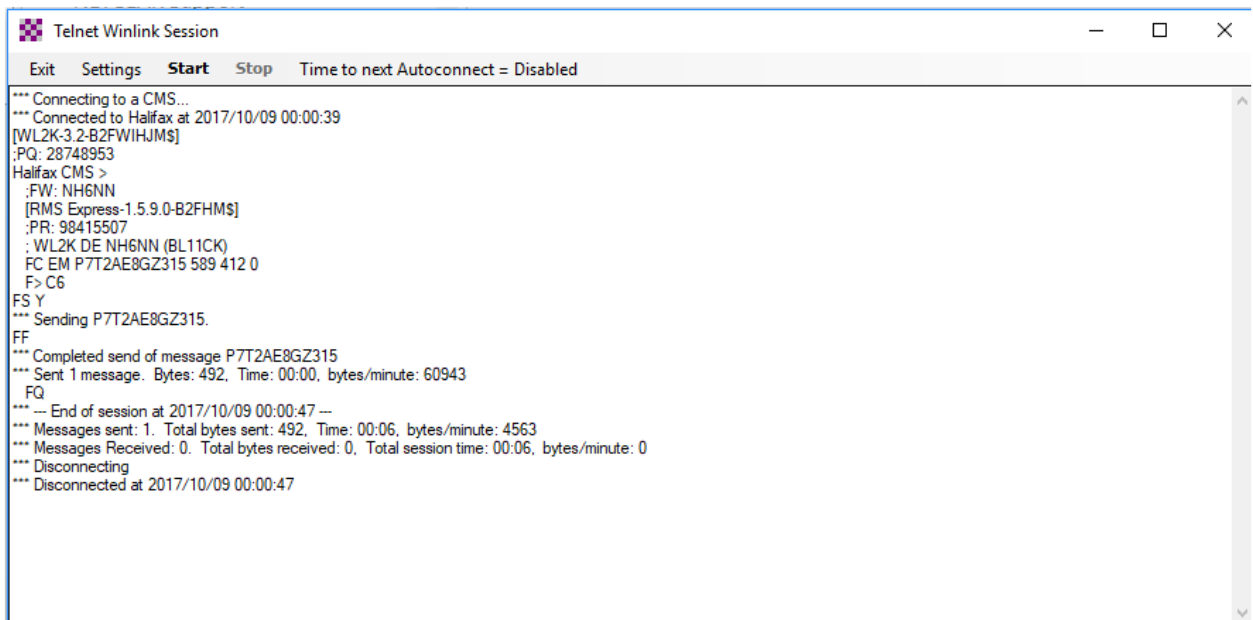 Telnet Winlink Session
Exit Settings Start Stop Time to next Autoconnect = Disabled
*** Connecting to a CMS...
*** Connected to Halifax at 2017/10/09 00:00:39
[WL2K-3.2-B2FWIHJM$]
;PQ: 28748953
Halifax CMS >
;FW: NH6NN
[RMS Express-1.5.9.0-B2FHM$]
;PR: 98415507
; WL2K DE NH6NN (BL11CK)
FC EM P7T2AE8GZ315 589 412 0
F> C6
FS Y
*** Sending P7T2AE8GZ315.
FF
*** Completed send of message P7T2AE8GZ315
*** Sent 1 message. Bytes: 492, Time: 00:00, bytes/minute: 60943
FQ
*** --- End of session at 2017/10/09 00:00:47 ---
*** Messages sent: 1. Total bytes sent: 492, Time: 00:06, bytes/minute: 4563
*** Messages Received: 0. Total bytes received: 0, Total session time: 00:06, bytes/minute: 0
*** Disconnecting
*** Disconnected at 2017/10/09 00:00:47